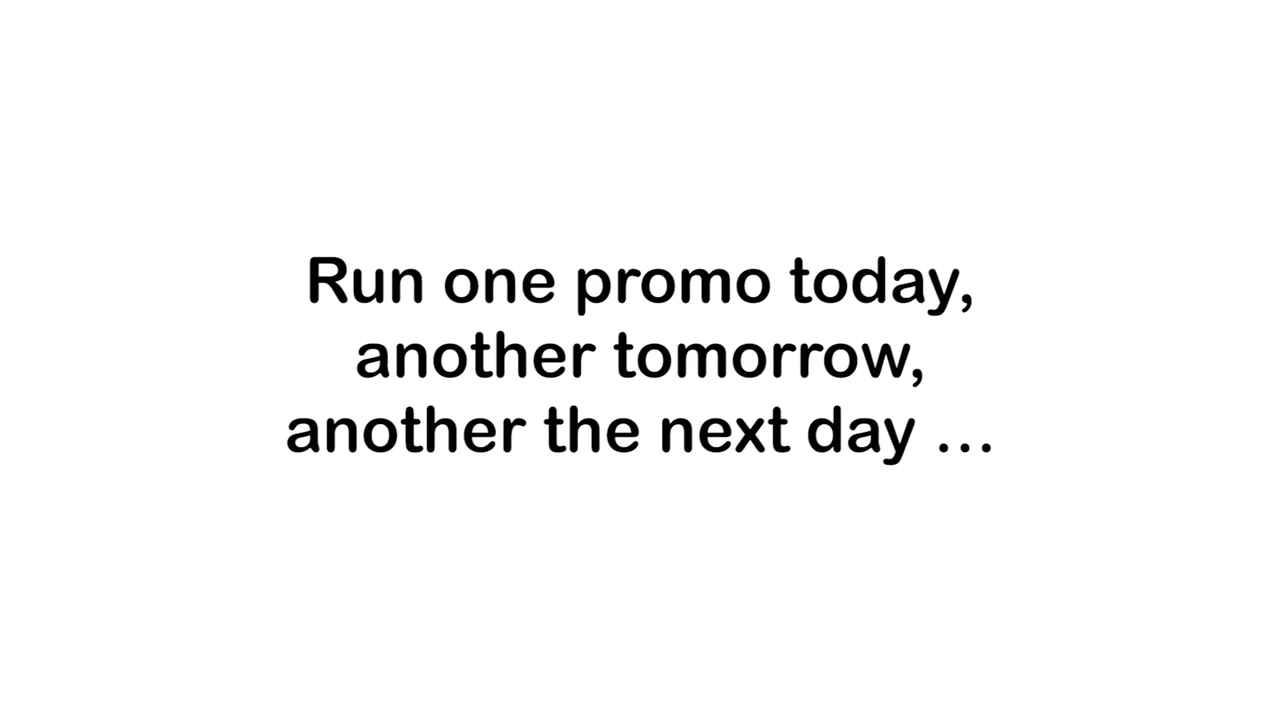 Run one promo today,
another tomorrow,
another the next day …